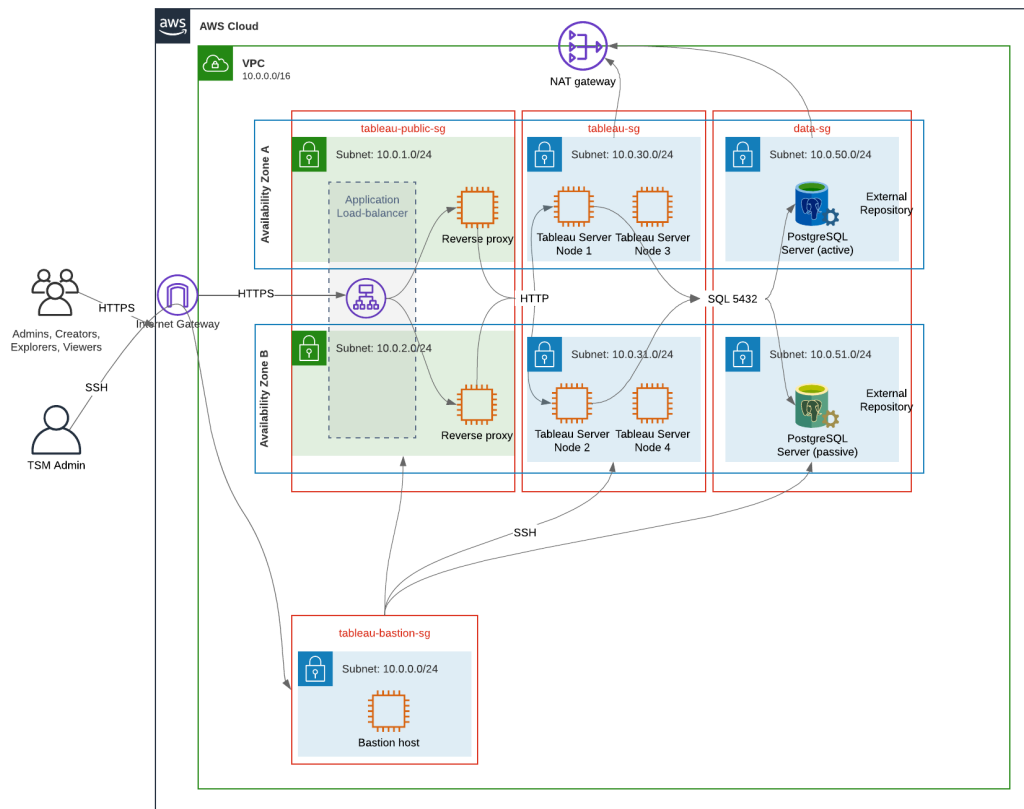 aws
AWS Cloud
VPC
10.0.0.0/16
NAT gateway
tableau-public-sg
tableau-sg
data-sg
Availability Zone A
Subnet: 10.0.1.0/24
Subnet: 10.0.30.0/24
Subnet: 10.0.50.0/24
Application
Load-balancer
Reverse proxy
Tableau Server
Node 1
Tableau Server
Node 3
PostgreSQL
Server (active)
External
Repository
HTTPS
Admins, Creators,
Explorers, Viewers
Internet Gateway
HTTPS
HTTP
SQL 5432
SSH
TSM Admin
Availability Zone B
Subnet: 10.0.2.0/24
Subnet: 10.0.31.0/24
Subnet: 10.0.51.0/24
Reverse proxy
Tableau Server
Node 2
Tableau Server
Node 4
PostgreSQL
Server (passive)
External
Repository
SSH
tableau-bastion-sg
Subnet: 10.0.0.0/24
Bastion host